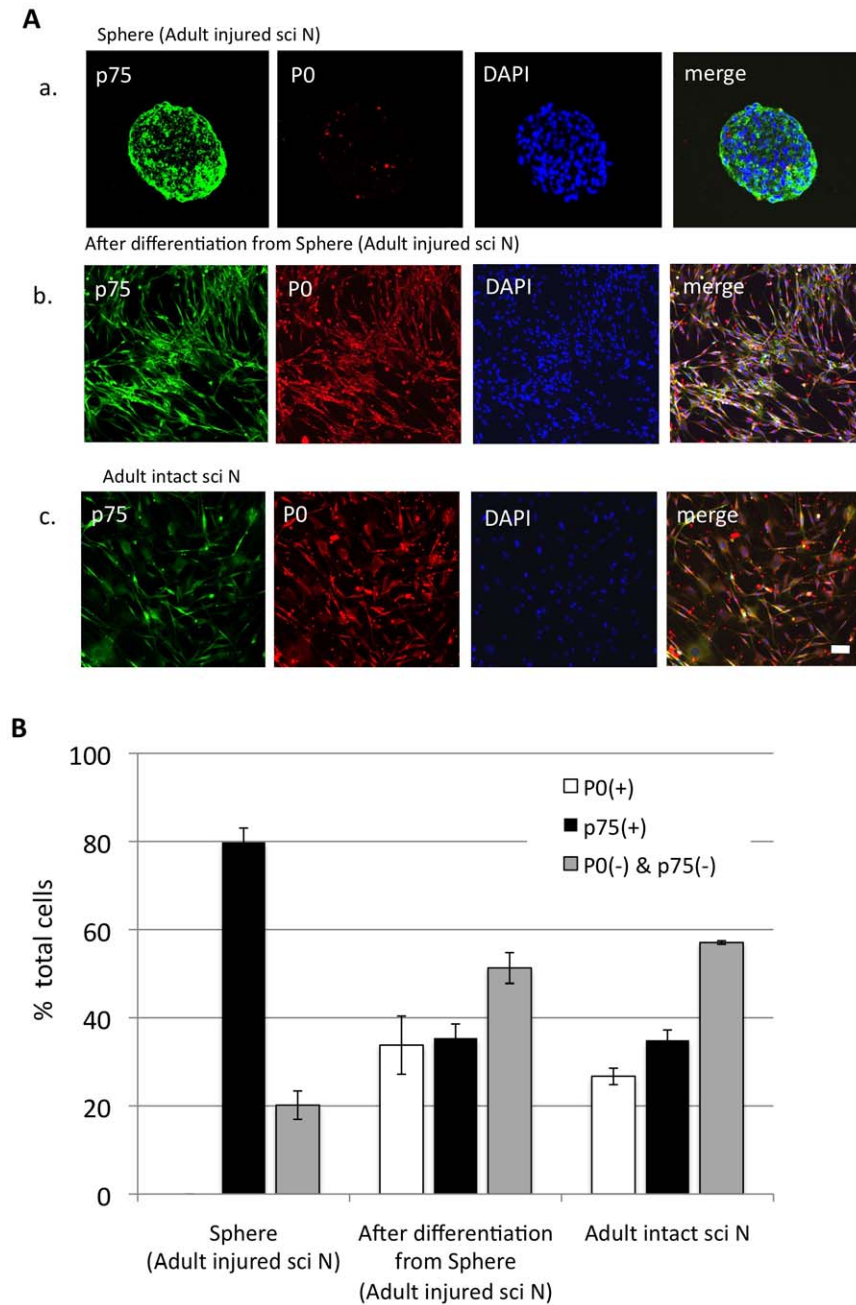 A
Sphere (Adult injured sci N)
a.
p75 P0 DAPI merge
After differentiation from Sphere (Adult injured sci N)
b.
p75 P0 DAPI merge
Adult intact sci N
c.
p75 P0 DAPI merge
B
100
80
60
40
20
0
% total cells
P0(+)
p75(+)
P0(-) & p75(-)
Sphere
(Adult injured sci N)
After differentiation
from Sphere
(Adult injured sci N)
Adult intact sci N